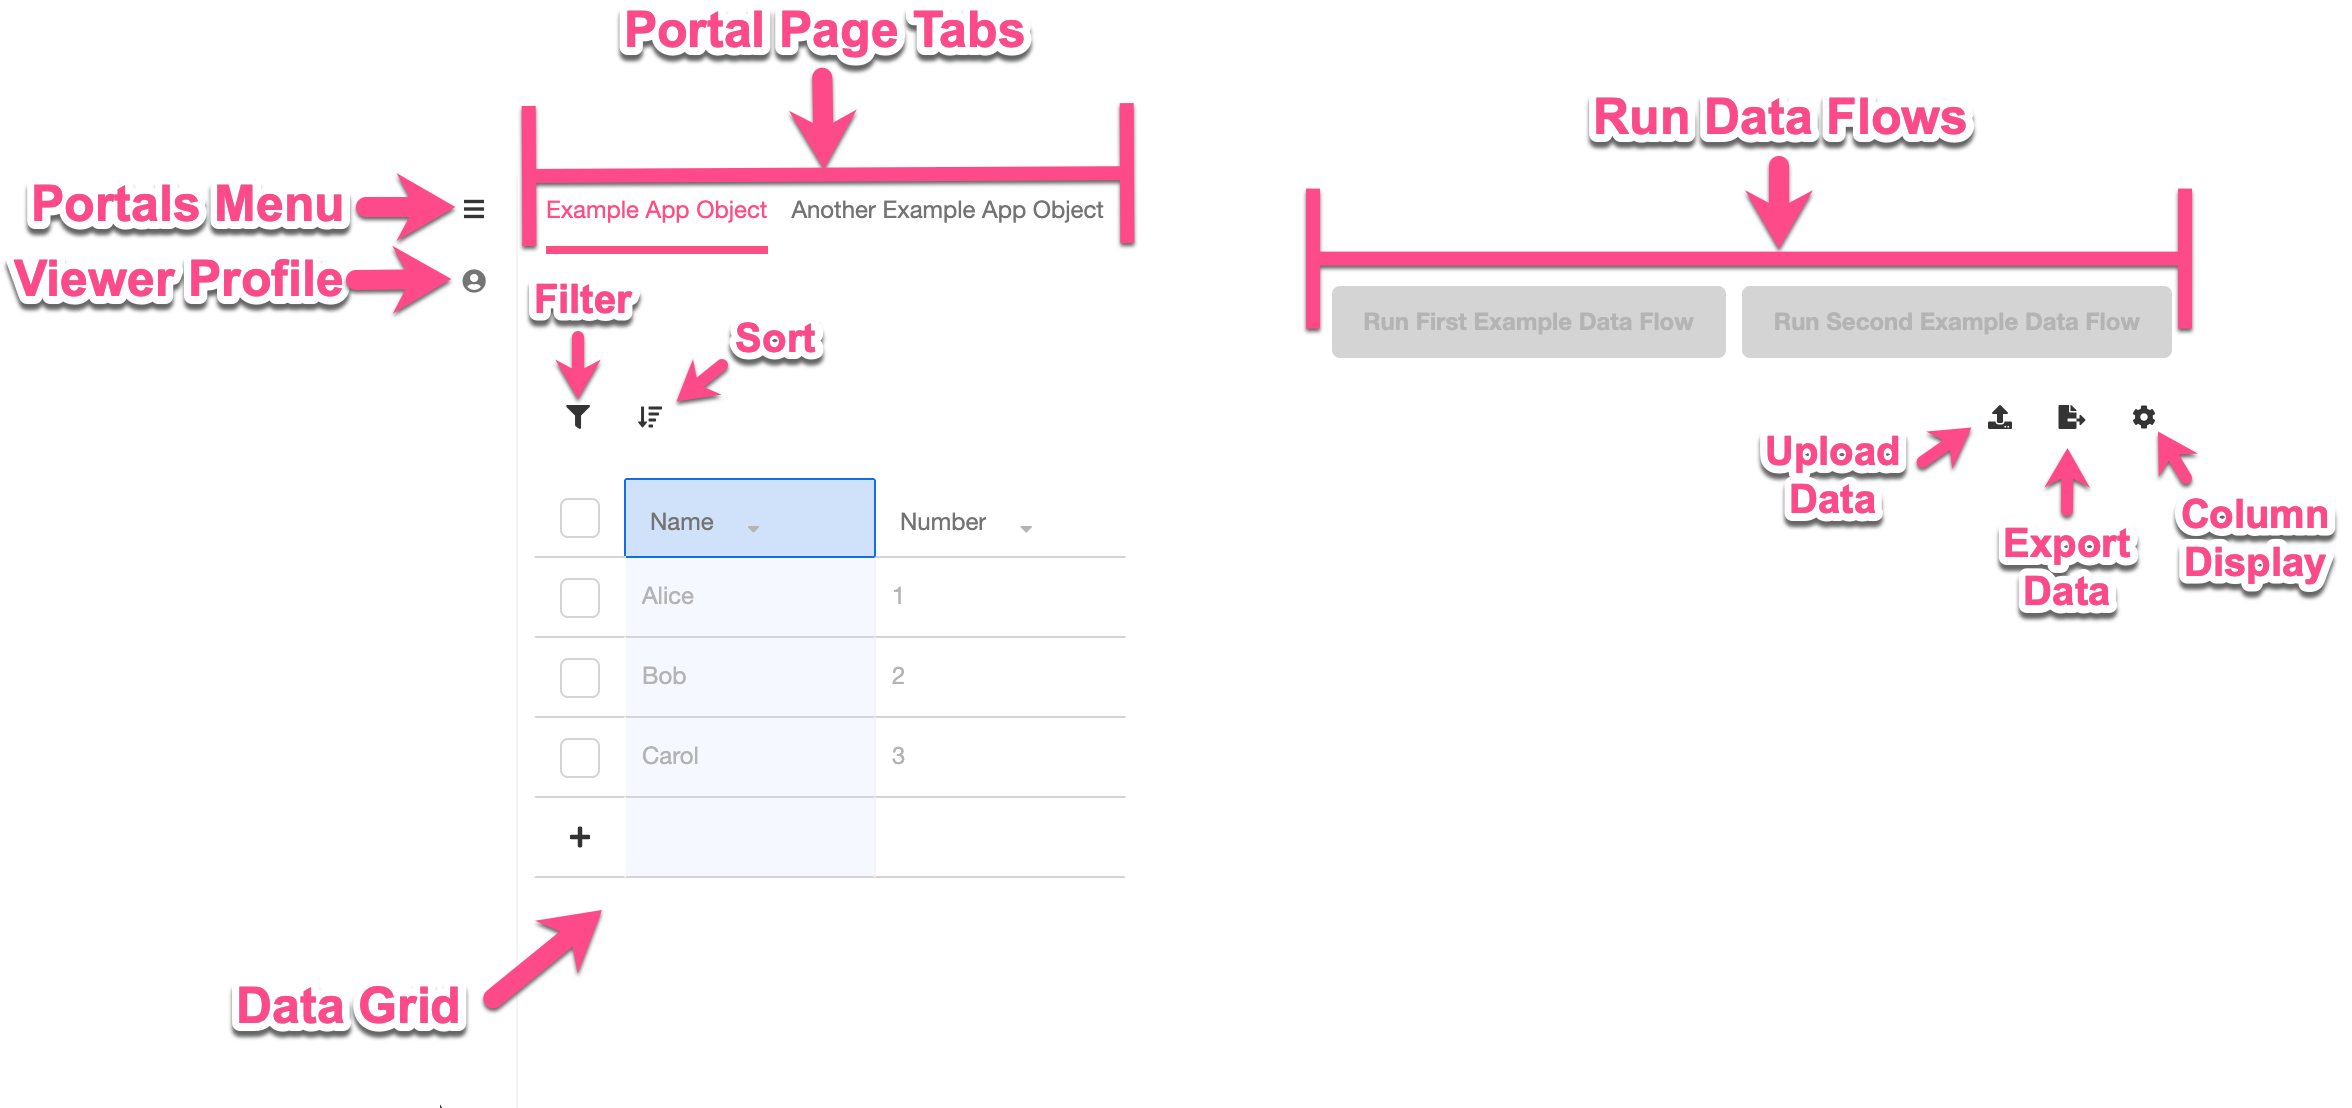 Portal Page Tabs
Run Data Flows
Portals Menu
Example App Object
Another Example App Object
Viewer Profile
Filter
Sort
Run First Example Data Flow
Run Second Example Data Flow
Upload
Data
Export
Data
Column
Display
Name
Number
Alice
1
Bob
2
Carol
3
Data Grid